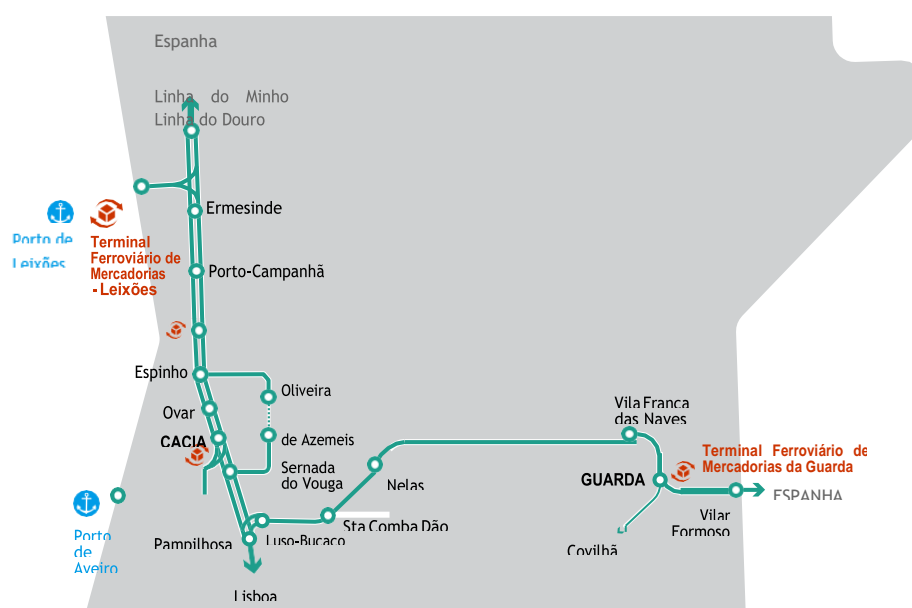 Espanha
Linha do Minho
Linha do Douro
Ermesinde
Porto de
Leixões
Terminal
Ferroviário de
Mercadorias
- Leixões
Porto-Campanhã
Espinho
Oliveira
Ovar
CACIA
de Azemeis
Sernada
do Vouga
Vila Franca
das Naves
Terminal Ferroviário de
Mercadorias da Guarda
GUARDA
Nelas
ESPANHA
Vilar
Formoso
Sta Comba Dão
Porto
de
Aveiro
Pampilhosa
Luso-Bucaco
Covilhã
Lisboa